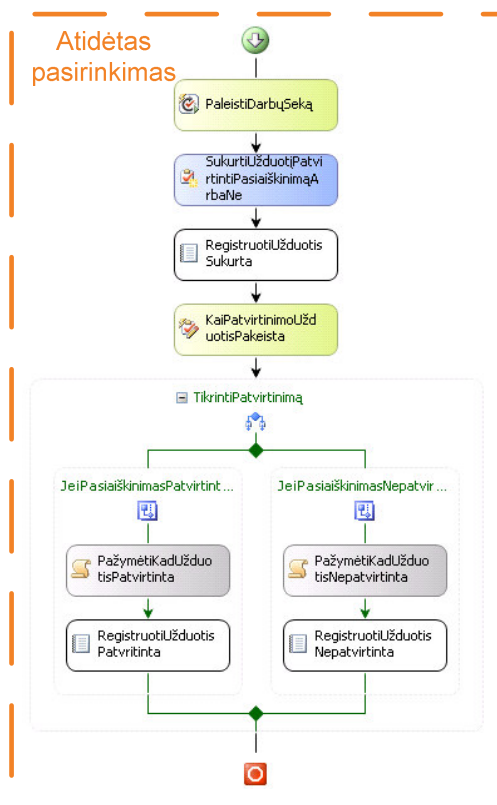 Atidėtas
pasirinkimas
PaleistiDarbųSeką
SukurtiUžduotįPatvi
rtintiPasiaiškinimąA
rbaNe
RegistruotiUžduotis
Sukurta
KaiPatvirtinimoUžd
uotisPakeista
TikrintiPatvirtinimą
JeiPasiaiškinimasPatvirtint...
PažymėtiKadUžduo
tisPatvirtinta
RegistruotiUžduotis
Patvritinta
JeiPasiaiškinimasNepatvir...
PažymėtiKadUžduo
tisNepatvirtinta
RegistruotiUžduotis
Nepatvirtinta